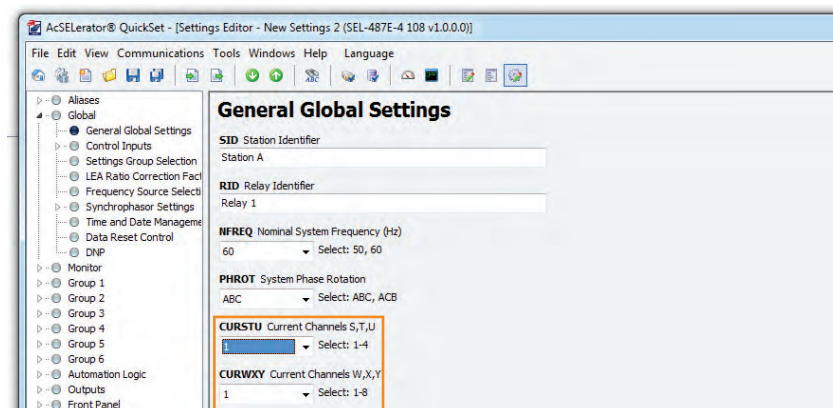 AcSELerator® QuickSet - [Settings Editor - New Settings 2 (SEL-487E-4 108 v1.0.0.0)]
File Edit View Communications Tools Windows Help Language
Aliases
Global
General Global Settings
Control Inputs
Settings Group Selection
LEA Ratio Correction Fact
Frequency Source Selecti
Synchrophasor Settings
Time and Date Manageme
Data Reset Control
DNP
Monitor
Group 1
Group 2
Group 3
Group 4
Group 5
Group 6
Automation Logic
Outputs
Front Panel
General Global Settings
SID Station Identifier
Station A
RID Relay Identifier
Relay 1
NFREQ Nominal System Frequency (Hz)
60 Select: 50, 60
PHROT System Phase Rotation
ABC Select: ABC, ACB
CURSTU Current Channels S,T,U
1 Select: 1-4
CURWXY Current Channels W,X,Y
1 Select: 1-8